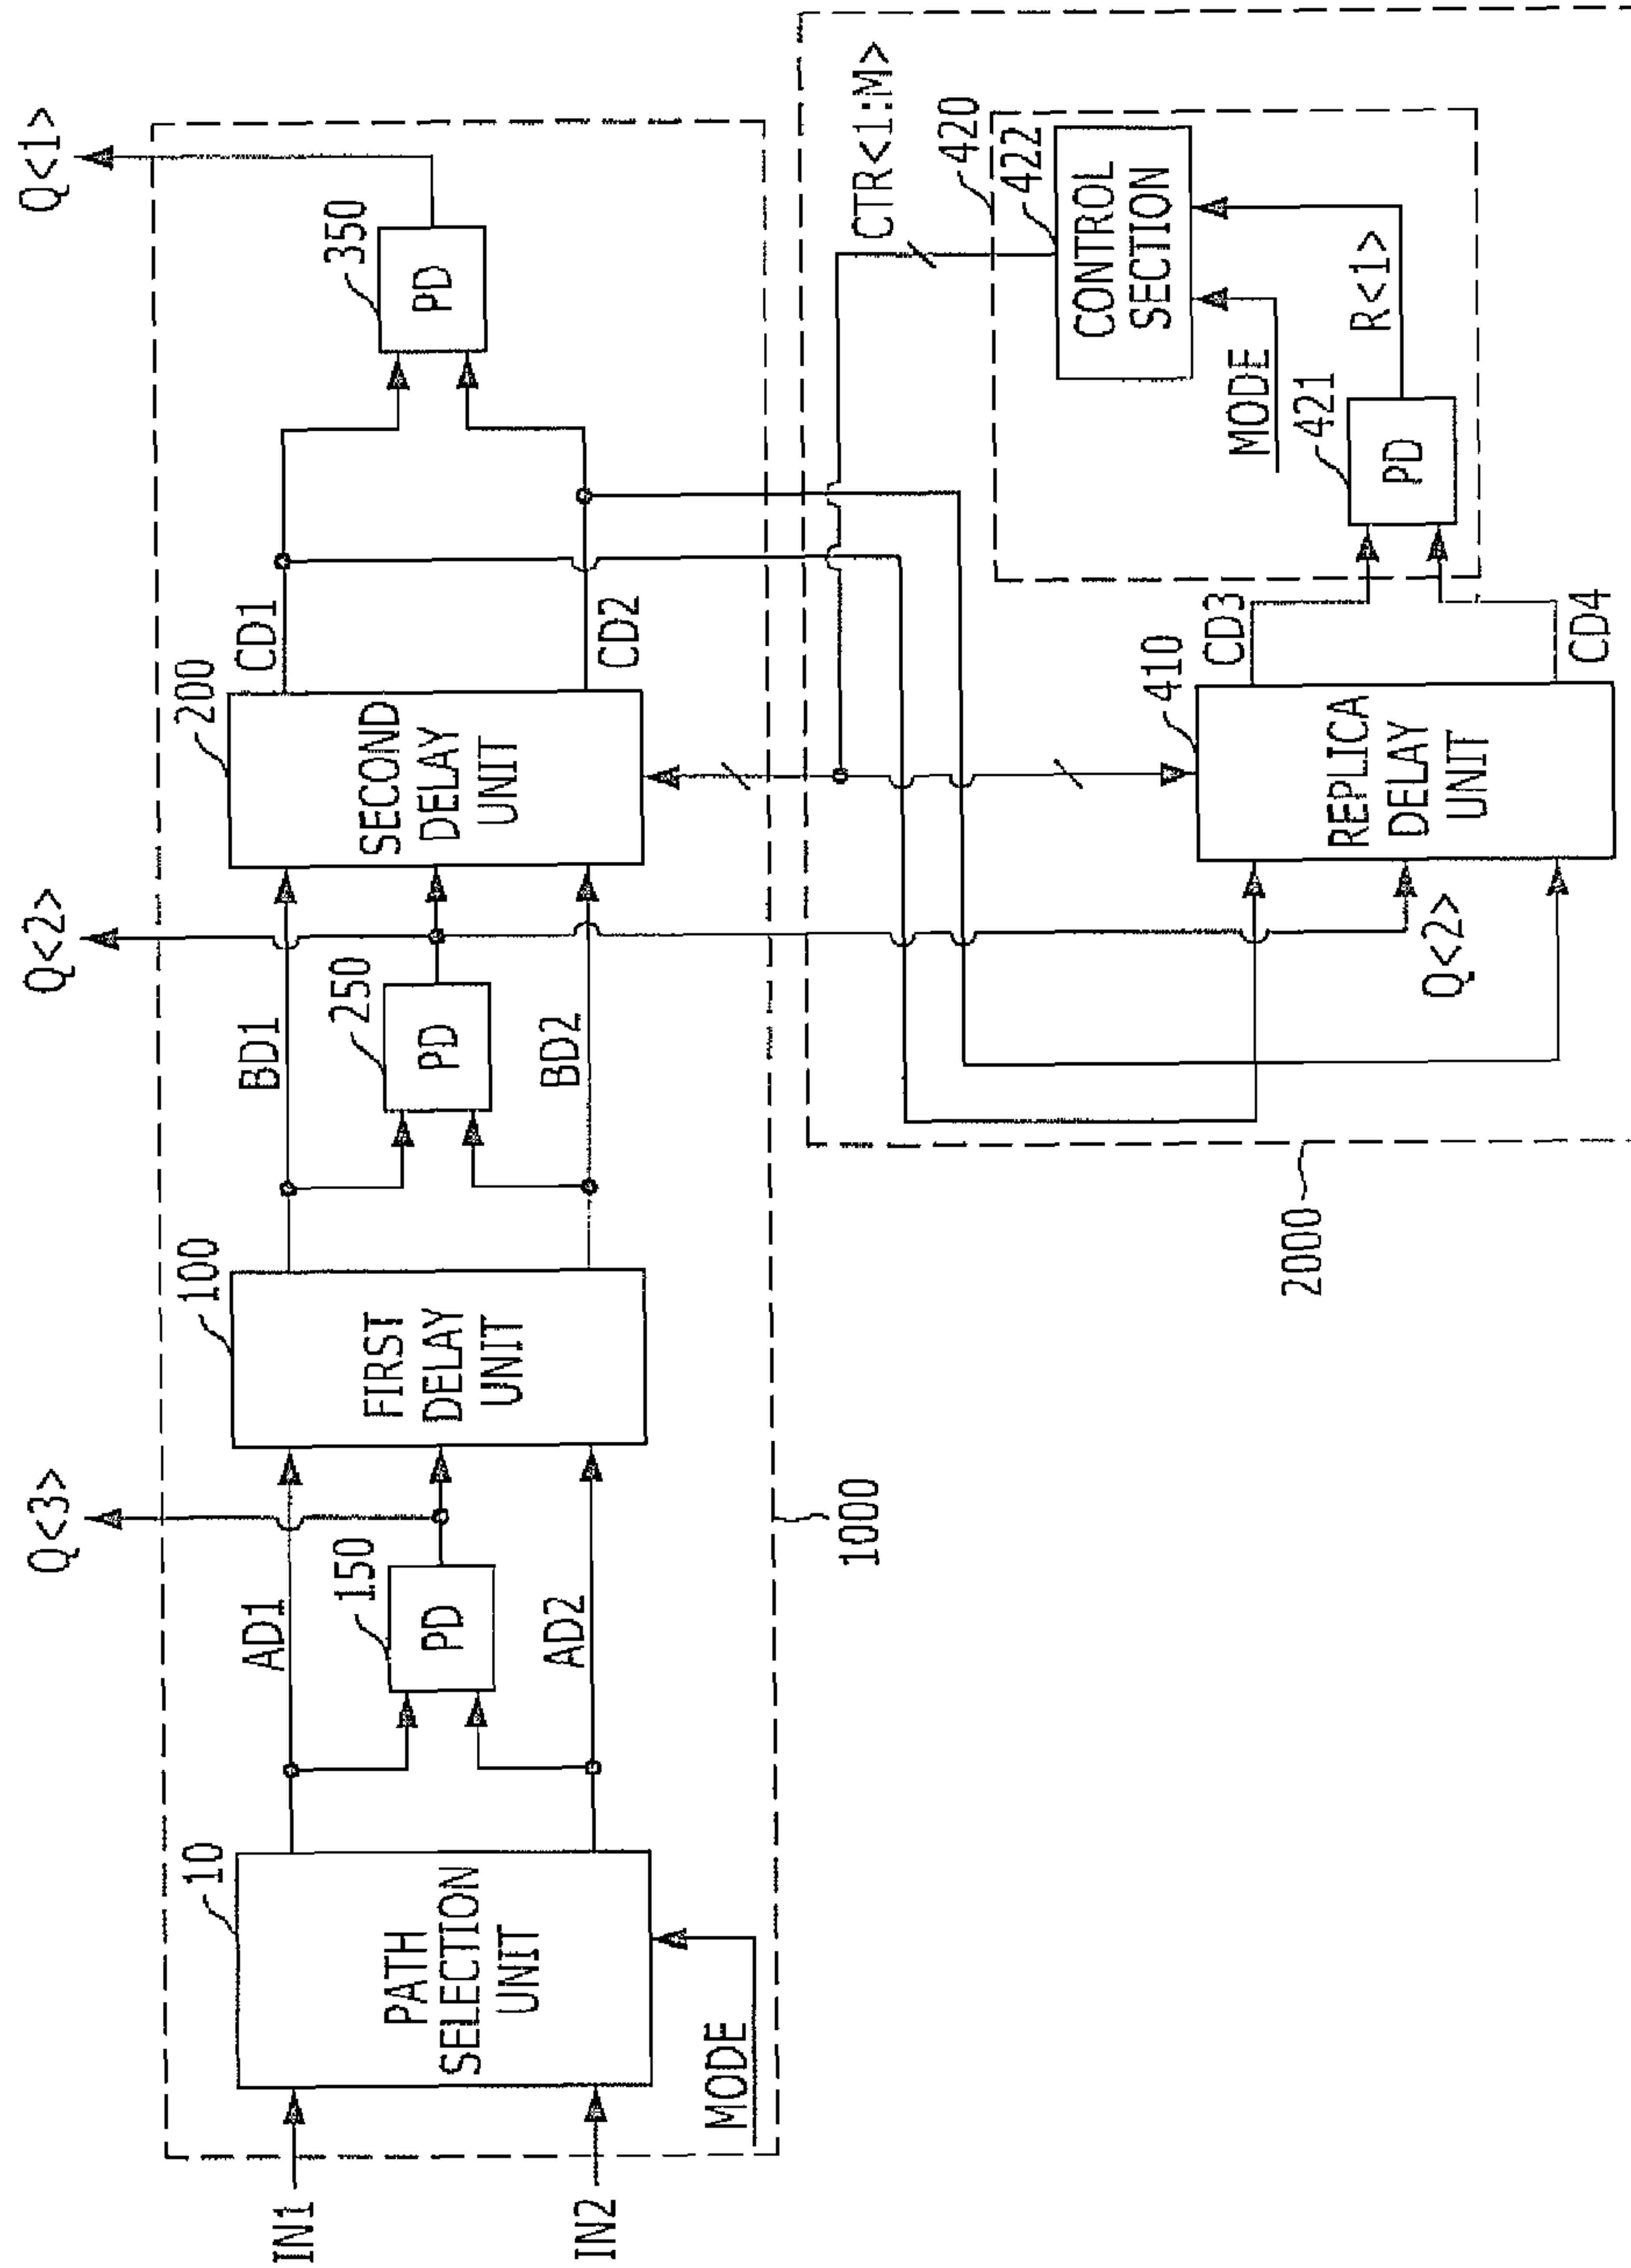 Q<3>
Q<2>
Q<1>
IN1
IN2
10
PATH
SELECTION
UNIT
MODE
AD1
AD2
150
PD
100
FIRST
DELAY
UNIT
BD1
BD2
250
PD
200
SECOND
DELAY
UNIT
CD1
CD2
350
PD
1000
CTR<1:M>
2000
Q<2>
410
REPLICA
DELAY
UNIT
CD3
CD4
420
422
CONTROL
SECTION
MODE
421
PD
R<1>